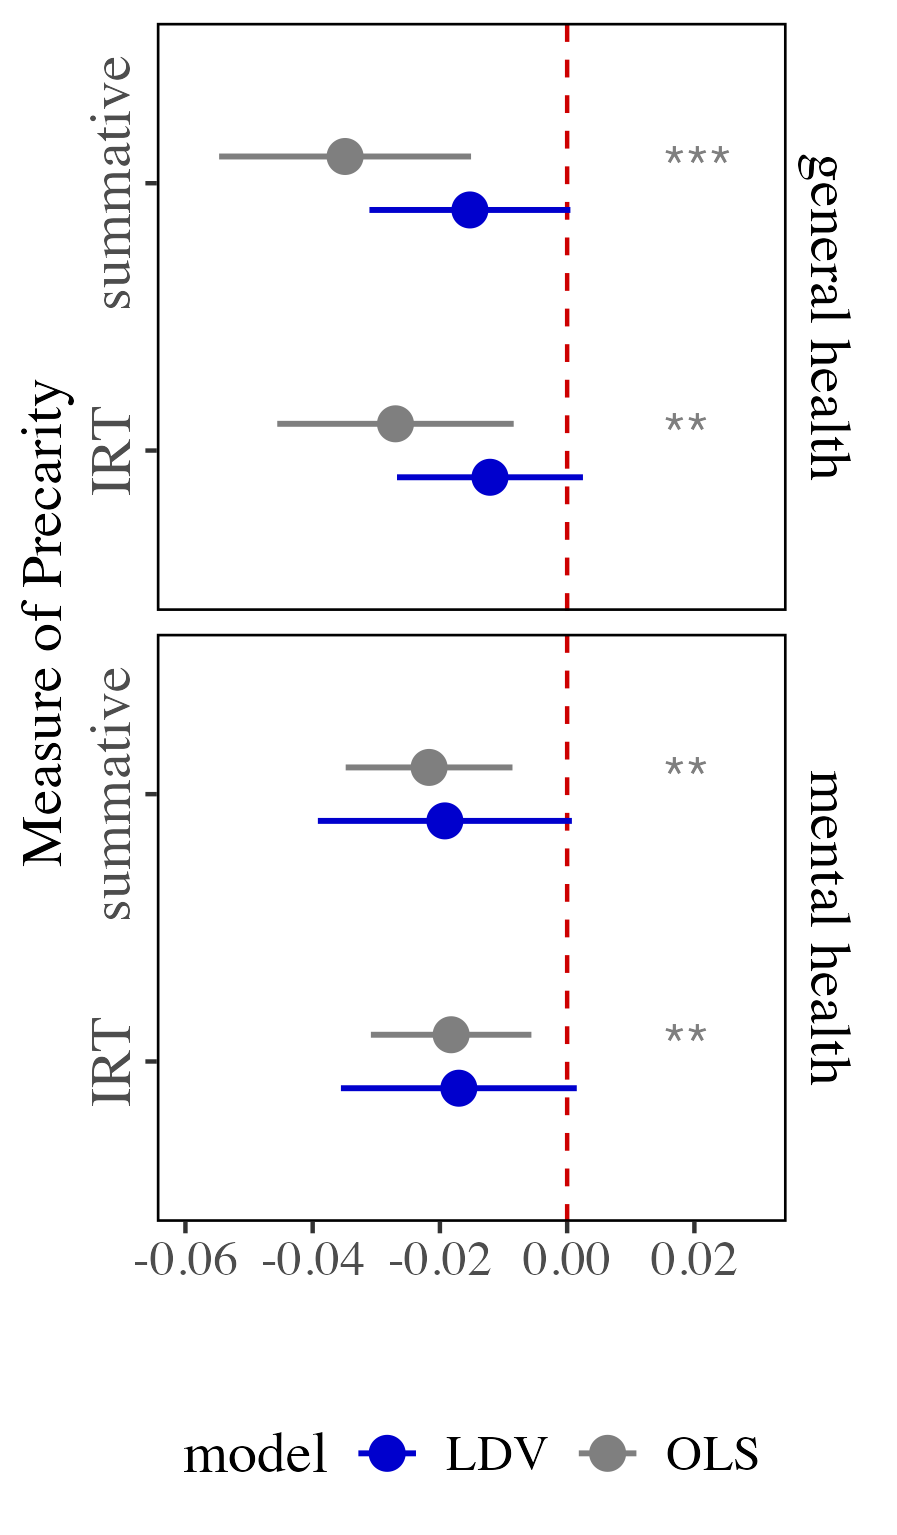 Measure of Precarity
summative
***
IRT
**
general health
summative
**
IRT
**
mental health
-0.06 -0.04 -0.02 0.00 0.02
model LDV OLS